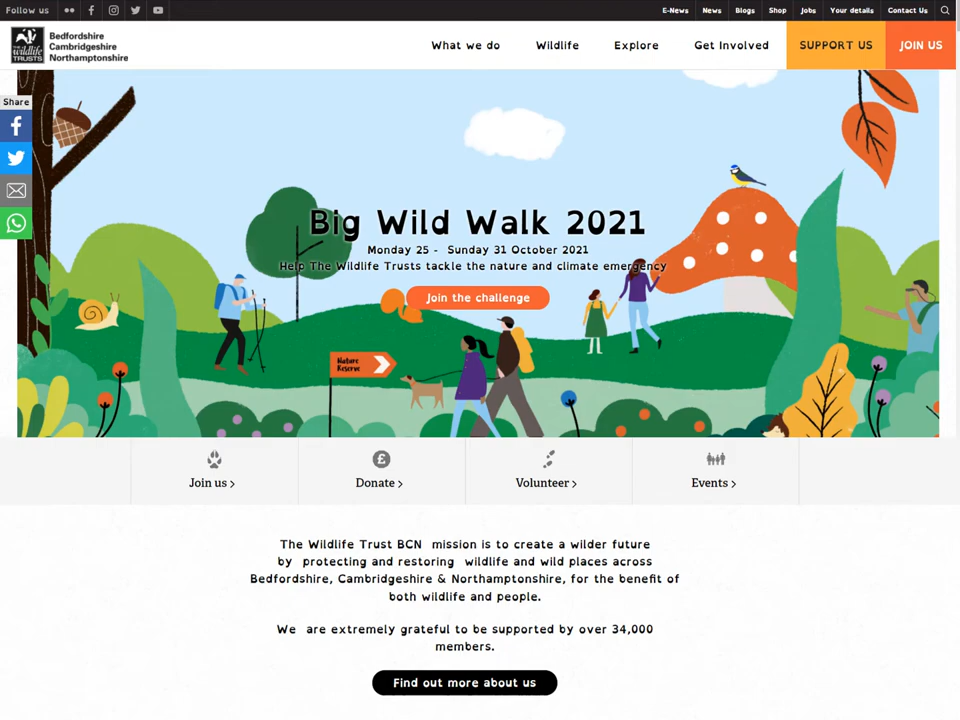 Follow us
E-News News Blogs Shop Jobs Your details Contact Us
THE wildlife TRUSTS
Bedfordshire
Cambridgeshire
Northamptonshire
What we do Wildlife Explore Get Involved SUPPORT US JOIN US
Share
Big Wild Walk 2021
Monday 25 - Sunday 31 October 2021
Help The Wildlife Trusts tackle the nature and climate emergency
Join the challenge
Nature
Reserve
Join us Donate Volunteer Events
The Wildlife Trust BCN mission is to create a wilder future
by protecting and restoring wildlife and wild places across
Bedfordshire, Cambridgeshire & Northamptonshire, for the benefit of
both wildlife and people.
We are extremely grateful to be supported by over 34,000
members.
Find out more about us